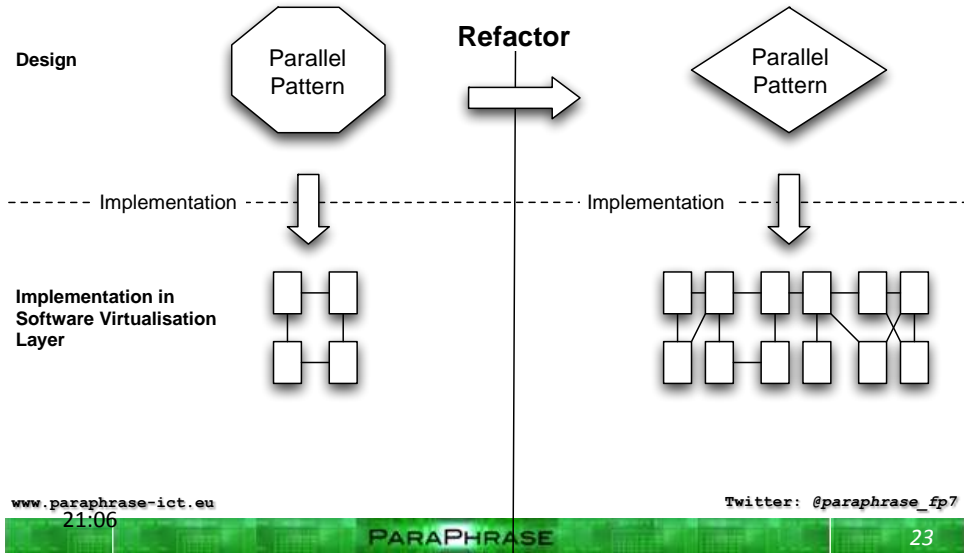 Refactor
Design
Parallel
Pattern
Parallel
Pattern
Implementation
Implementation
Implementation in
Software Virtualisation
Layer
www.paraphrase-ict.eu
Twitter: @paraphrase_fp7
21:06
PARAPHRASE
23